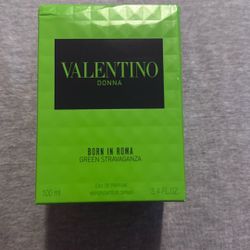 VALENTINO
DONNA
BORN IN ROMA
GREEN STRAVAGANZA
EAU DE PARFUM
100 ml
3.4 FL.OZ.